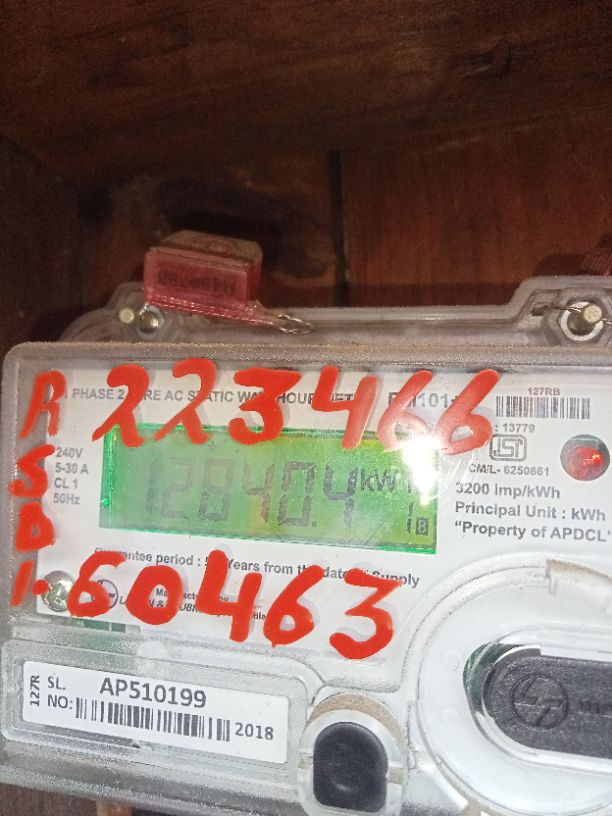 1 PHASE 2 WIRE AC STATIC WATT HOUR METER
127RB
R 223466
: 13779
240V
5-30 A
CL 1
50Hz
12840.4 kW
CM/L- 6250861
3200 imp/kWh
Principal Unit : kWh
"Property of APDCL"
S
D
Guarantee period : Years from the date of Supply
1. 60463
127R
SL.
NO:
AP510199
2018